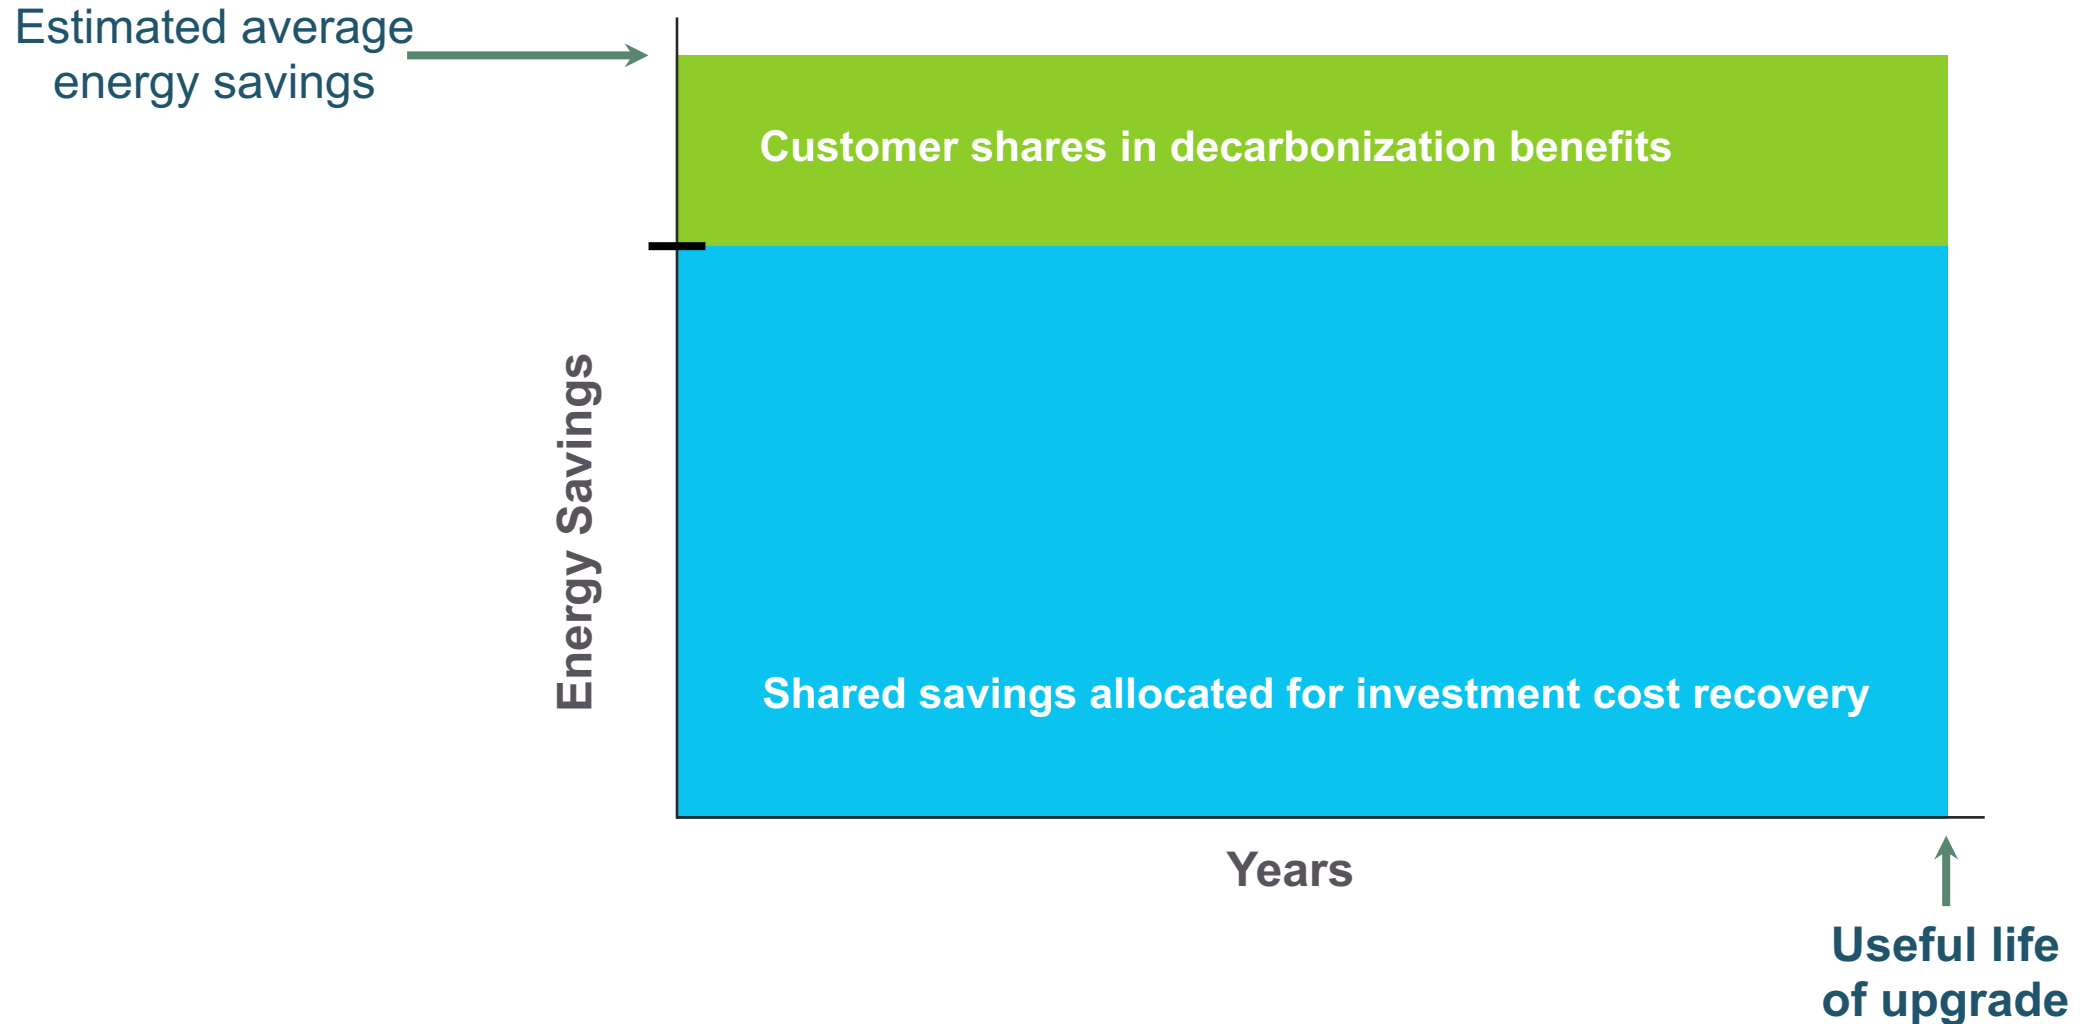 Estimated average
energy savings
Customer shares in decarbonization benefits
Energy Savings
Shared savings allocated for investment cost recovery
Years
Useful life
of upgrade